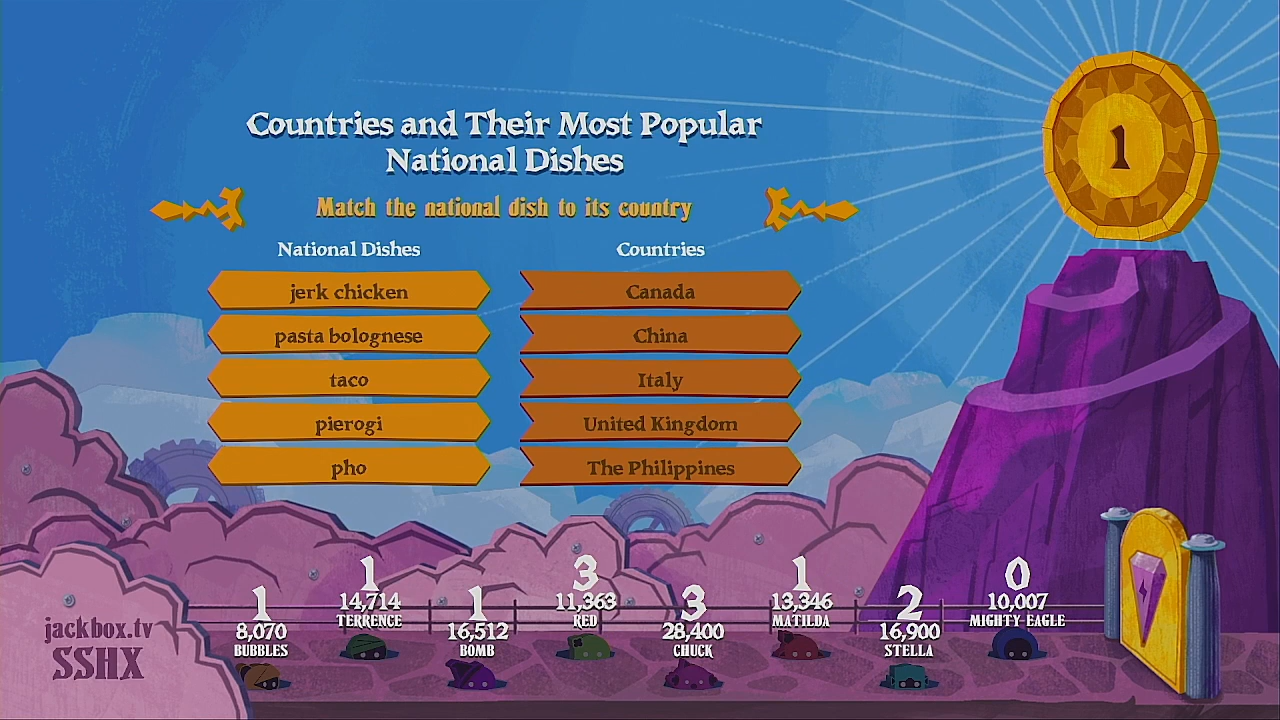 Countries and Their Most Popular
National Dishes
Match the national dish to its country
National Dishes
Countries
jerk chicken
Canada
pasta bolognese
China
taco
Italy
pierogi
United Kingdom
pho
The Philippines
1
1
8,070
BUBBLES
1
14,714
TERRENCE
1
16,512
BOMB
3
11,363
RED
3
28,400
CHUCK
1
13,346
MATILDA
2
16,900
STELLA
0
10,007
MIGHTY EAGLE
jackbox.tv
SSHX